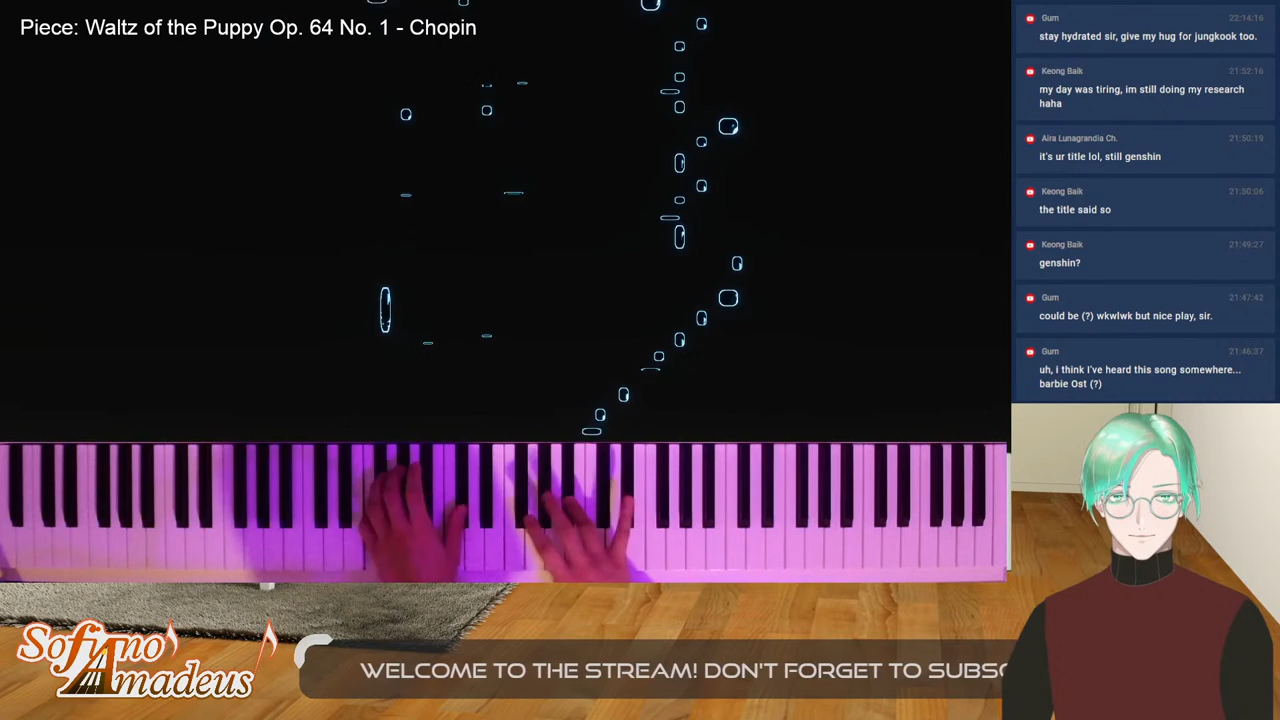 Piece: Waltz of the Puppy Op. 64 No. 1 - Chopin
Gum 22:14:16
stay hydrated sir, give my hug for jungkook too.
Keong Baik 21:52:16
my day was tiring, im still doing my research
haha
Aira Lunagrandia Ch. 21:50:19
it's ur title lol, still genshin
Keong Baik 21:50:06
the title said so
Keong Baik 21:49:27
genshin?
Gum 21:47:42
could be (?) wkwlwk but nice play, sir.
Gum 21:46:37
uh, i think I've heard this song somewhere...
barbie Ost (?)
Sofiano
Amadeus
WELCOME TO THE STREAM! DON'T FORGET TO SUBSC